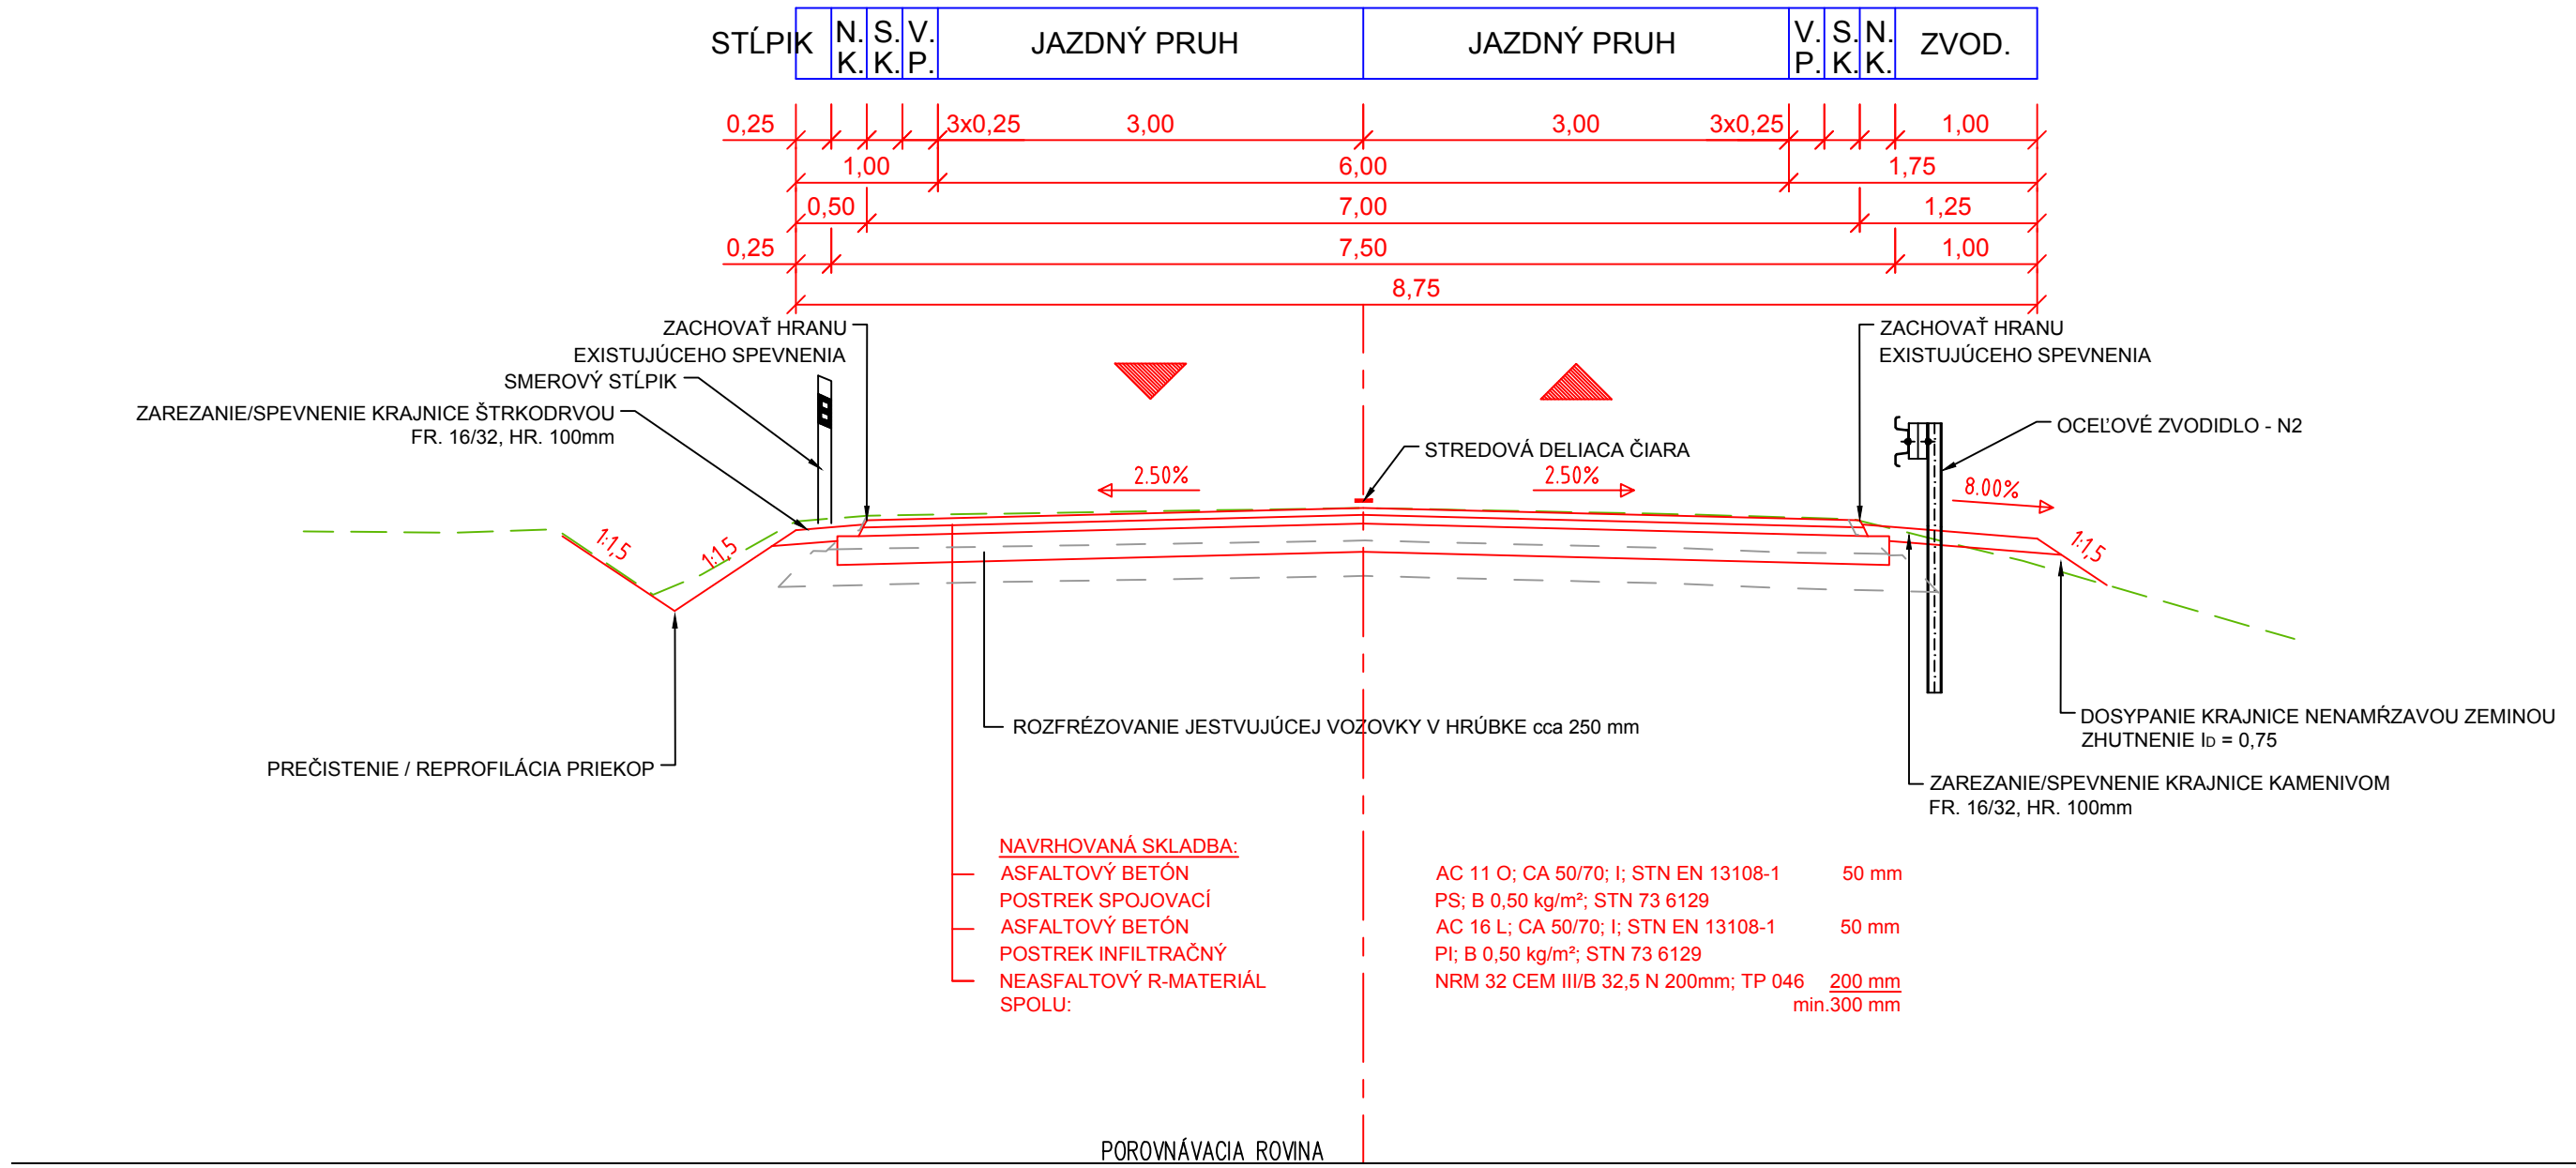 STĹPIK N. K. S. K. V. P. JAZDNÝ PRUH JAZDNÝ PRUH V. P. S. K. N. K. ZVOD.
0,25 3x0,25 3,00 3,00 3x0,25 1,00
1,00 6,00 1,75
0,50 7,00 1,25
0,25 7,50 1,00
8,75
ZACHOVAŤ HRANU
EXISTUJÚCEHO SPEVNENIA
SMEROVÝ STĹPIK
ZAREZANIE/SPEVNENIE KRAJNICE ŠTRKODRVOU
FR. 16/32, HR. 100mm
ZACHOVAŤ HRANU
EXISTUJÚCEHO SPEVNENIA
OCEĽOVÉ ZVODIDLO - N2
STREDOVÁ DELIACA ČIARA
2.50% 2.50% 8.00%
1:1,5 1:1,5 1:1,5
ROZFRÉZOVANIE JESTVUJÚCEJ VOZOVKY V HRÚBKE cca 250 mm
DOSYPANIE KRAJNICE NENAMŔZAVOU ZEMINOU
ZHUTNENIE ID = 0,75
PREČISTENIE / REPROFILÁCIA PRIEKOP
ZAREZANIE/SPEVNENIE KRAJNICE KAMENIVOM
FR. 16/32, HR. 100mm
NAVRHOVANÁ SKLADBA:
ASFALTOVÝ BETÓN AC 11 O; CA 50/70; I; STN EN 13108-1 50 mm
POSTREK SPOJOVACÍ PS; B 0,50 kg/m²; STN 73 6129
ASFALTOVÝ BETÓN AC 16 L; CA 50/70; I; STN EN 13108-1 50 mm
POSTREK INFILTRAČNÝ PI; B 0,50 kg/m²; STN 73 6129
NEASFALTOVÝ R-MATERIÁL NRM 32 CEM III/B 32,5 N 200mm; TP 046 200 mm
SPOLU: min.300 mm
POROVNÁVACIA ROVINA